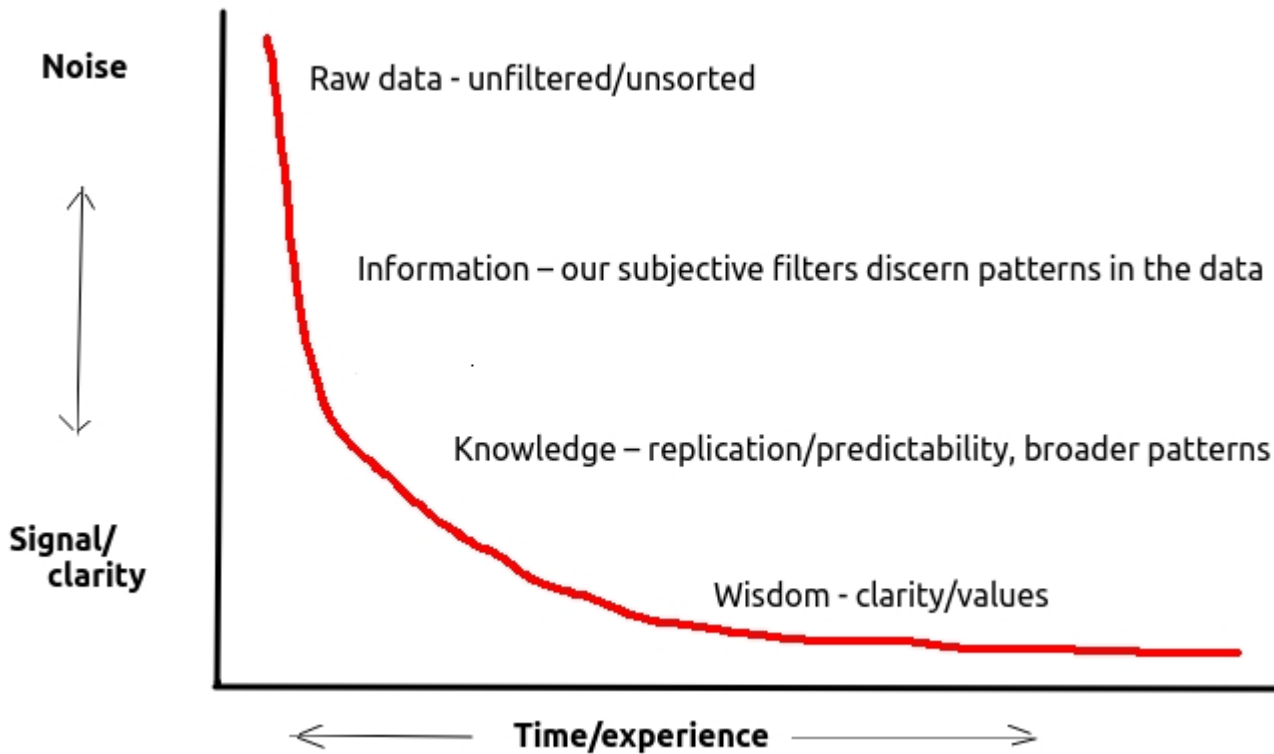 Noise
Raw data - unfiltered/unsorted
Information – our subjective filters discern patterns in the data
Knowledge – replication/predictability, broader patterns
Signal/
clarity
Wisdom - clarity/values
Time/experience